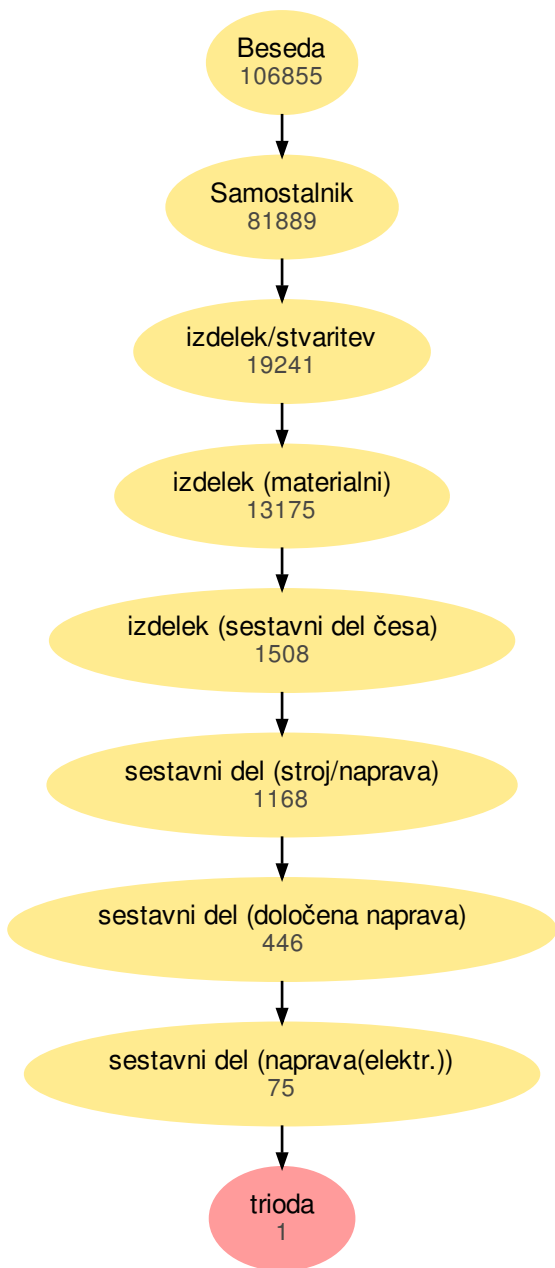 Beseda
106855
Samostalnik
81889
izdelek/stvaritev
19241
izdelek (materialni)
13175
izdelek (sestavni del česa)
1508
sestavni del (stroj/naprava)
1168
sestavni del (določena naprava)
446
sestavni del (naprava(elektr.))
75
trioda
1